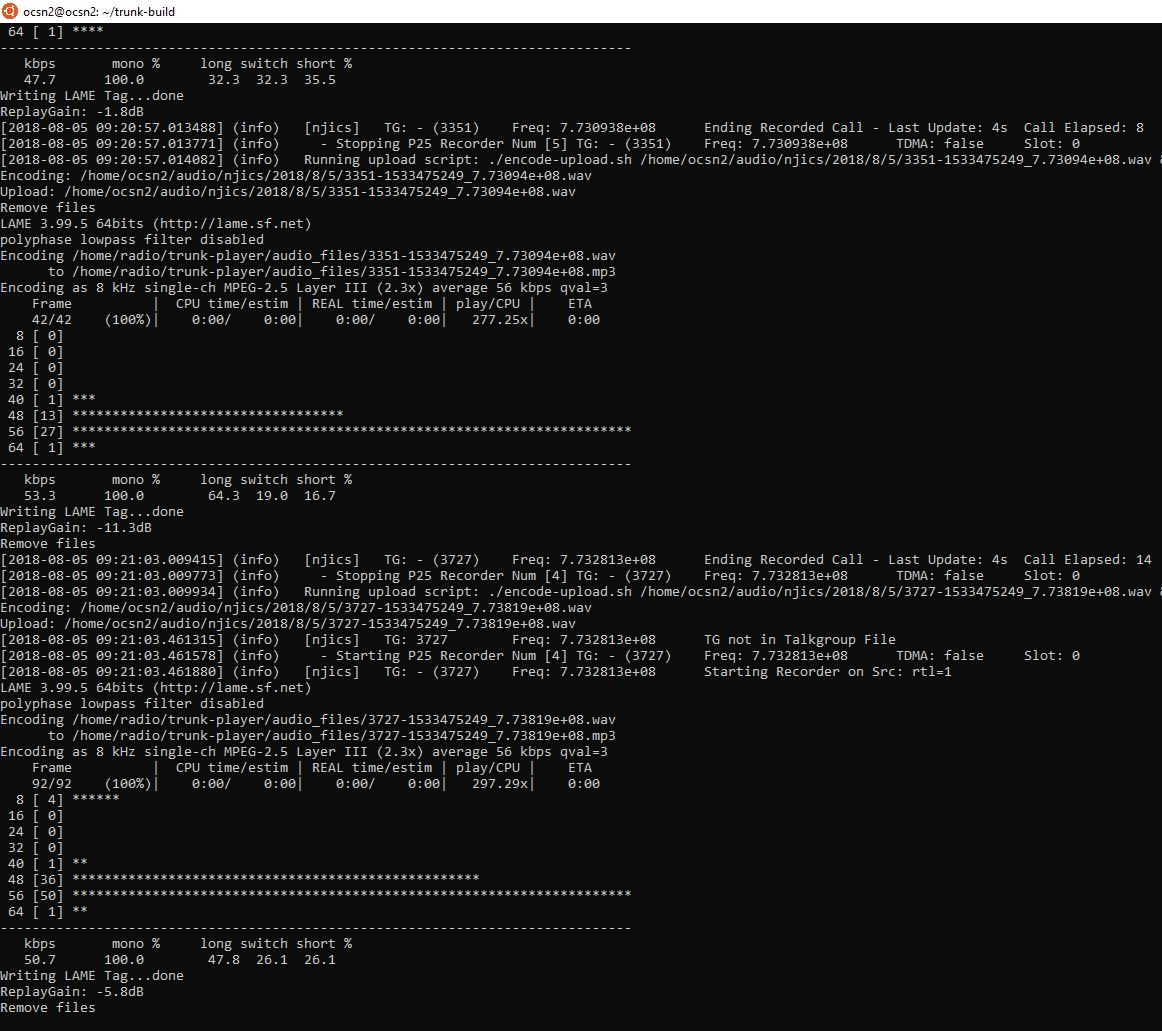 ocsn2@ocsn2: ~/trunk-build
 64 [ 1] ****
-------------------------------------------------------------------------------
   kbps       mono %     long switch short %
   47.7      100.0        32.3  32.3  35.5
Writing LAME Tag...done
ReplayGain: -1.8dB
[2018-08-05 09:20:57.013488] (info)   [njics]   TG: - (3351)    Freq: 7.730938e+08      Ending Recorded Call - Last Update: 4s  Call Elapsed: 8
[2018-08-05 09:20:57.013771] (info)     - Stopping P25 Recorder Num [5] TG: - (3351)    Freq: 7.730938e+08      TDMA: false     Slot: 0
[2018-08-05 09:20:57.014082] (info)   Running upload script: ./encode-upload.sh /home/ocsn2/audio/njics/2018/8/5/3351-1533475249_7.73094e+08.wav &
Encoding: /home/ocsn2/audio/njics/2018/8/5/3351-1533475249_7.73094e+08.wav
Upload: /home/ocsn2/audio/njics/2018/8/5/3351-1533475249_7.73094e+08.wav
Remove files
LAME 3.99.5 64bits (http://lame.sf.net)
polyphase lowpass filter disabled
Encoding /home/radio/trunk-player/audio_files/3351-1533475249_7.73094e+08.wav
      to /home/radio/trunk-player/audio_files/3351-1533475249_7.73094e+08.mp3
Encoding as 8 kHz single-ch MPEG-2.5 Layer III (2.3x) average 56 kbps qval=3
    Frame          |  CPU time/estim | REAL time/estim | play/CPU |    ETA
    42/42    (100%)|    0:00/    0:00|    0:00/    0:00|   277.25x|    0:00
  8 [ 0]
 16 [ 0]
 24 [ 0]
 32 [ 0]
 40 [ 1] ***
 48 [13] **********************************
 56 [27] **********************************************************************
 64 [ 1] ***
-------------------------------------------------------------------------------
   kbps       mono %     long switch short %
   53.3      100.0        64.3  19.0  16.7
Writing LAME Tag...done
ReplayGain: -11.3dB
Remove files
[2018-08-05 09:21:03.009415] (info)   [njics]   TG: - (3727)    Freq: 7.732813e+08      Ending Recorded Call - Last Update: 4s  Call Elapsed: 14
[2018-08-05 09:21:03.009773] (info)     - Stopping P25 Recorder Num [4] TG: - (3727)    Freq: 7.732813e+08      TDMA: false     Slot: 0
[2018-08-05 09:21:03.009934] (info)   Running upload script: ./encode-upload.sh /home/ocsn2/audio/njics/2018/8/5/3727-1533475249_7.73819e+08.wav &
Encoding: /home/ocsn2/audio/njics/2018/8/5/3727-1533475249_7.73819e+08.wav
Upload: /home/ocsn2/audio/njics/2018/8/5/3727-1533475249_7.73819e+08.wav
[2018-08-05 09:21:03.461315] (info)   [njics]   TG: 3727        Freq: 7.732813e+08      TG not in Talkgroup File
[2018-08-05 09:21:03.461578] (info)     - Starting P25 Recorder Num [4] TG: - (3727)    Freq: 7.732813e+08      TDMA: false     Slot: 0
[2018-08-05 09:21:03.461880] (info)   [njics]   TG: - (3727)    Freq: 7.732813e+08      Starting Recorder on Src: rtl=1
LAME 3.99.5 64bits (http://lame.sf.net)
polyphase lowpass filter disabled
Encoding /home/radio/trunk-player/audio_files/3727-1533475249_7.73819e+08.wav
      to /home/radio/trunk-player/audio_files/3727-1533475249_7.73819e+08.mp3
Encoding as 8 kHz single-ch MPEG-2.5 Layer III (2.3x) average 56 kbps qval=3
    Frame          |  CPU time/estim | REAL time/estim | play/CPU |    ETA
    92/92    (100%)|    0:00/    0:00|    0:00/    0:00|   297.29x|    0:00
  8 [ 4] ******
 16 [ 0]
 24 [ 0]
 32 [ 0]
 40 [ 1] **
 48 [36] ***************************************************
 56 [50] **********************************************************************
 64 [ 1] **
-------------------------------------------------------------------------------
   kbps       mono %     long switch short %
   50.7      100.0        47.8  26.1  26.1
Writing LAME Tag...done
ReplayGain: -5.8dB
Remove files